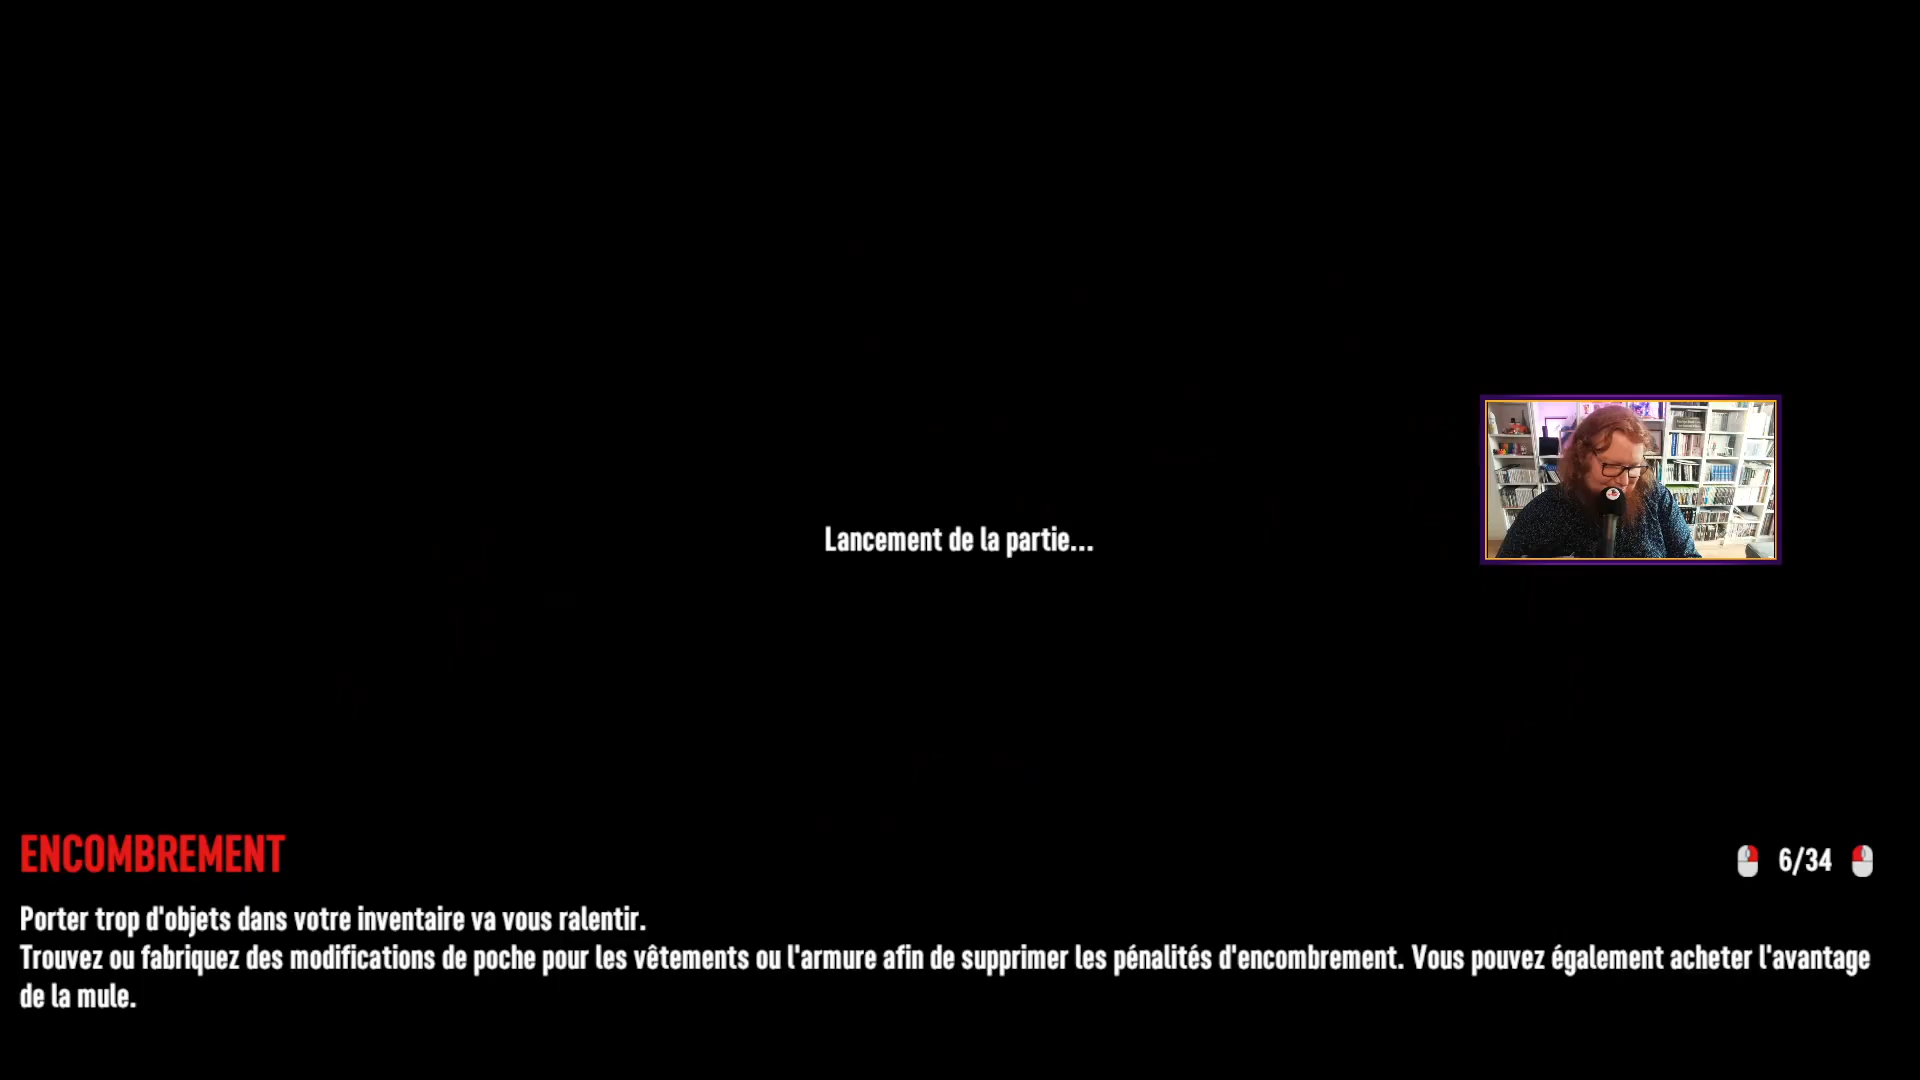 Lancement de la partie...
ENCOMBREMENT
6/34
Porter trop d'objets dans votre inventaire va vous ralentir.
Trouvez ou fabriquez des modifications de poche pour les vêtements ou l'armure afin de supprimer les pénalités d'encombrement. Vous pouvez également acheter l'avantage
de la mule.